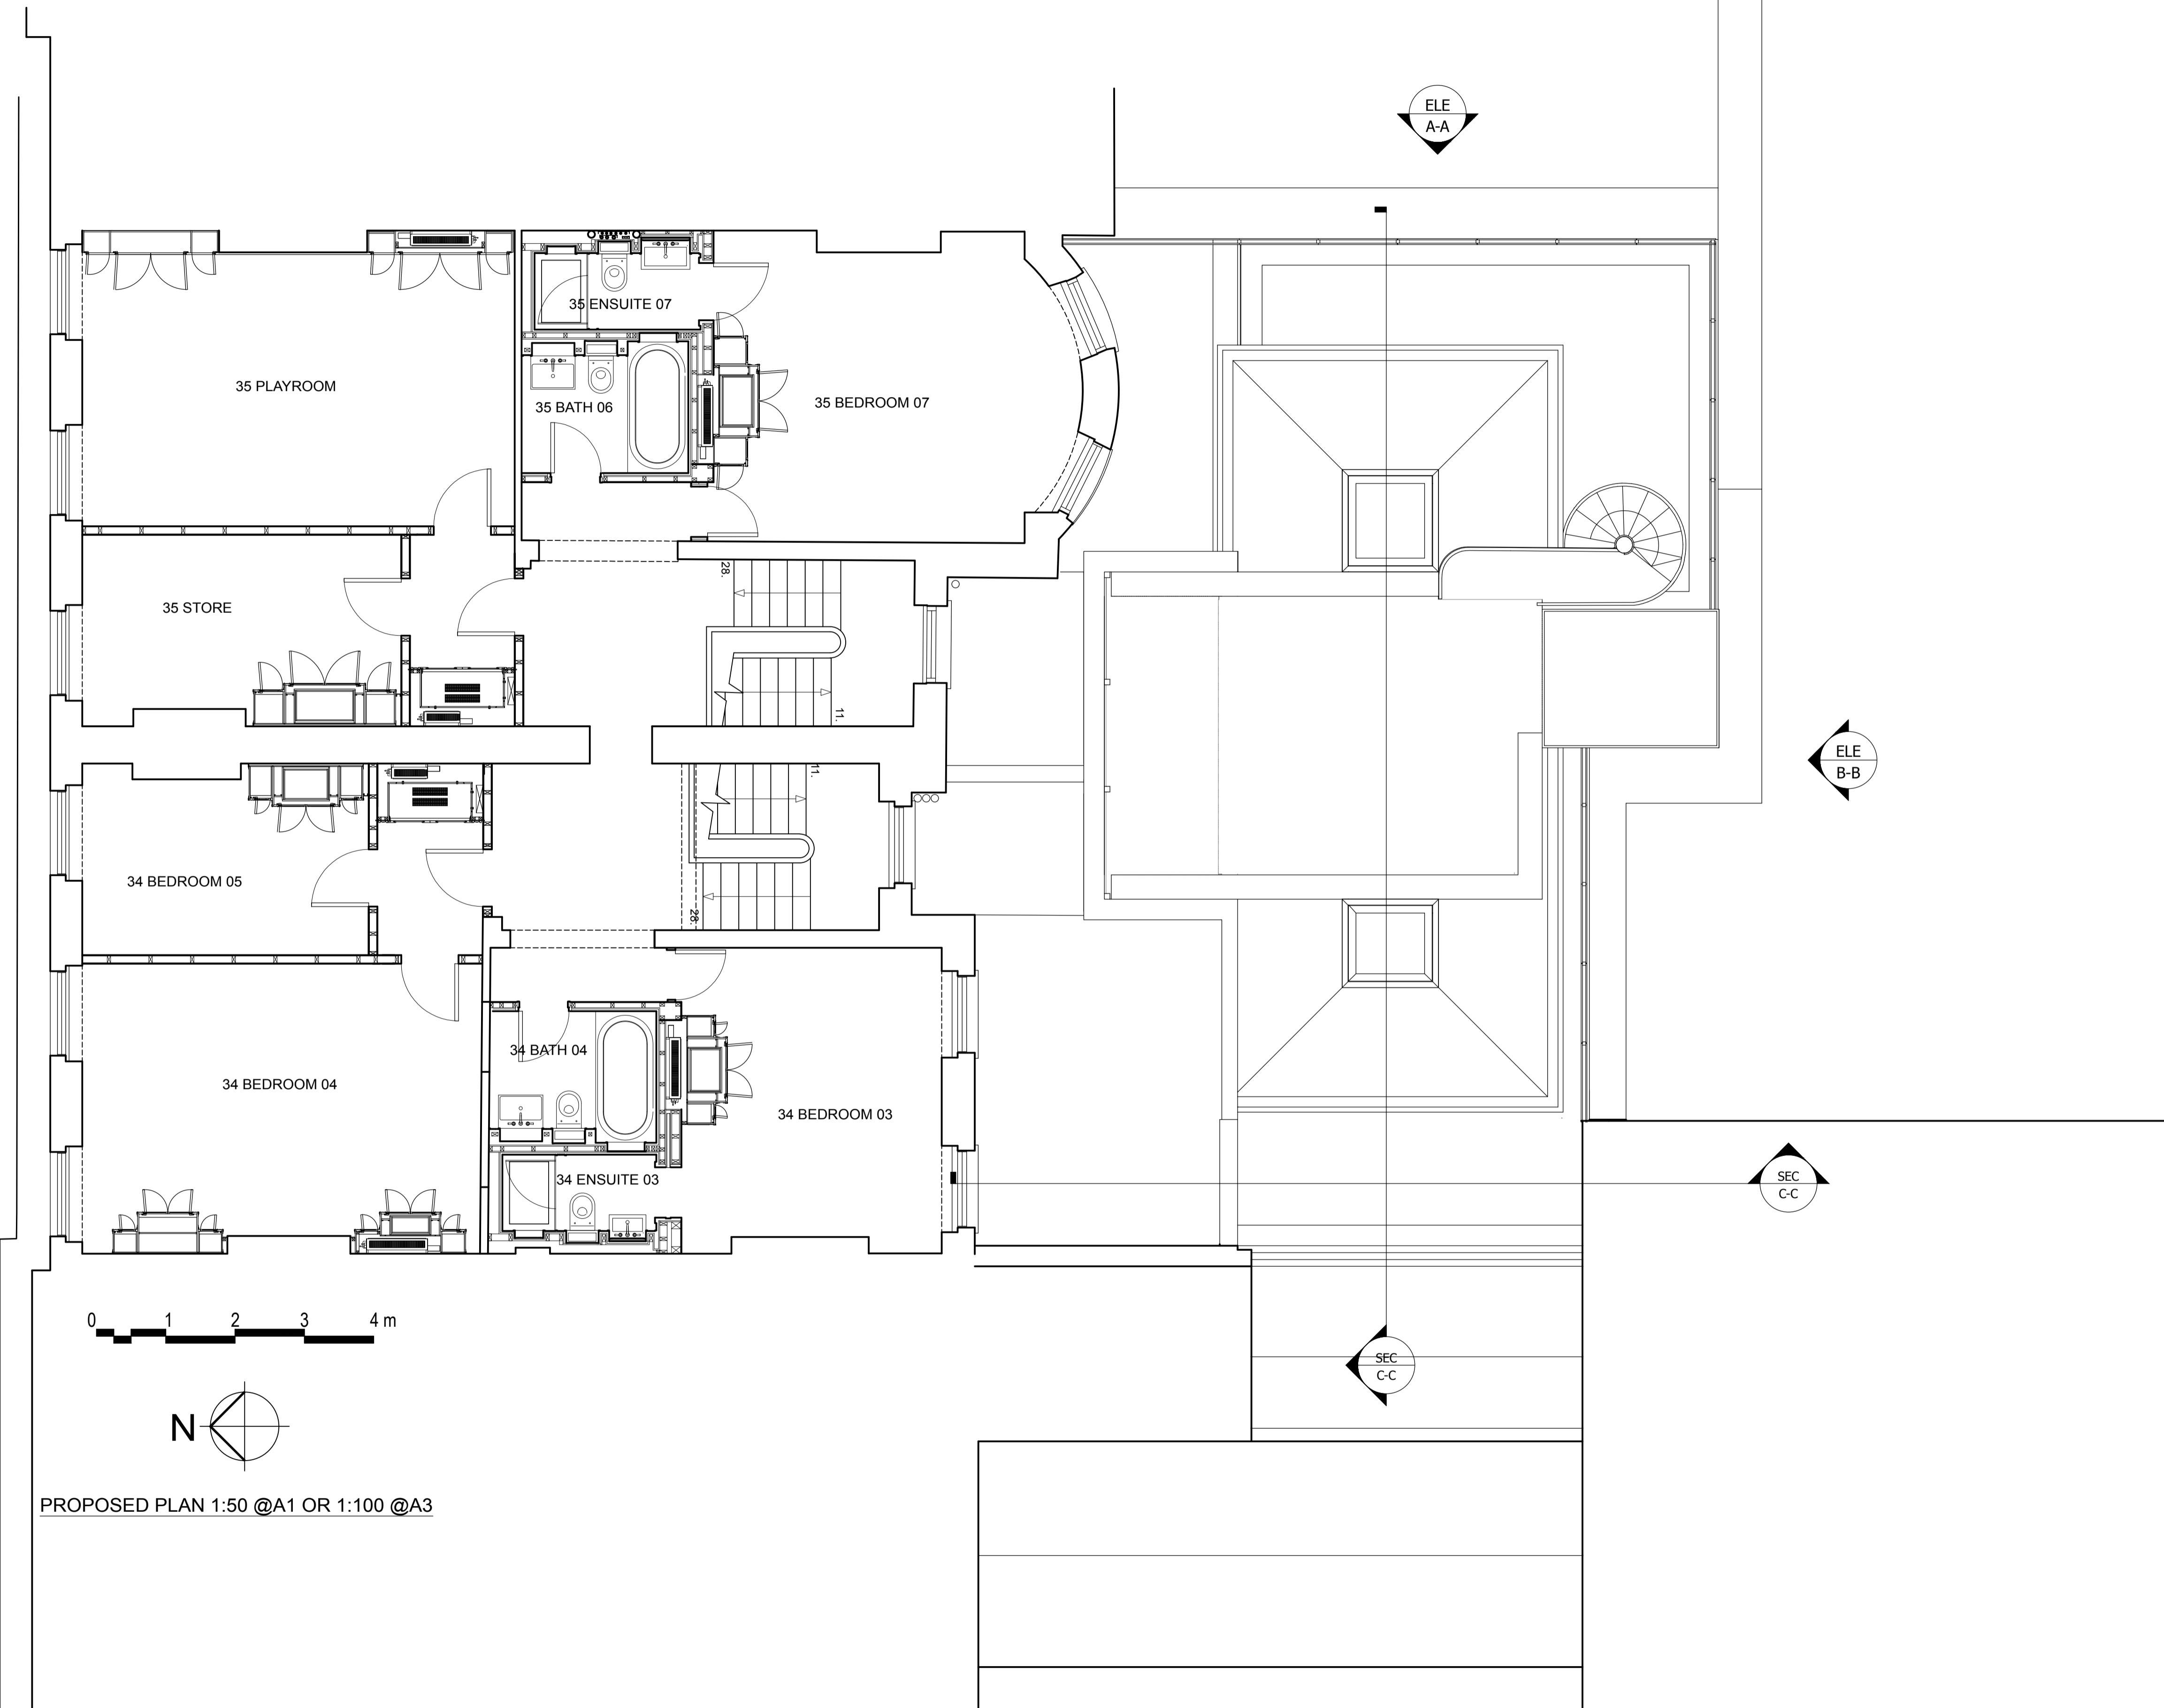 ELE
A-A
35 ENSUITE 07
35 PLAYROOM
35 BATH 06
35 BEDROOM 07
28.
35 STORE
11.
ELE
B-B
11.
34 BEDROOM 05
28.
34 BATH 04
34 BEDROOM 04
34 BEDROOM 03
34 ENSUITE 03
SEC
C-C
0 1 2 3 4 m
SEC
C-C
N
PROPOSED PLAN 1:50 @A1 OR 1:100 @A3